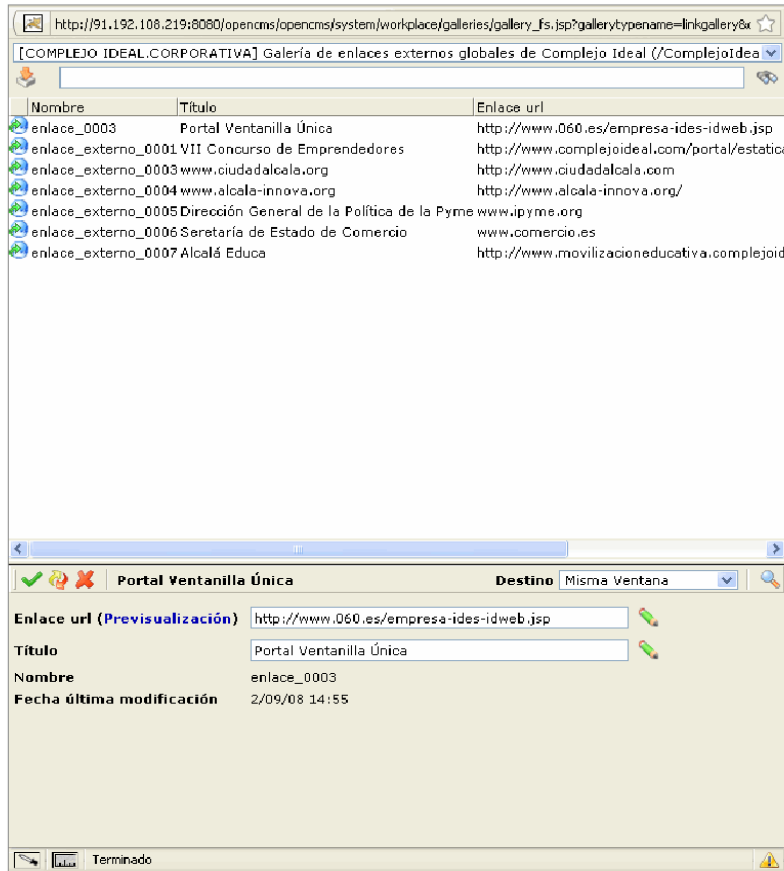 http://91.192.108.219:8080/opencms/opencms/system/workplace/galleries/gallery_fs.jsp?gallerytypename=linkgallery&
[COMPLEJO IDEAL.CORPORATIVA] Galería de enlaces externos globales de Complejo Ideal (/ComplejoIdea
Nombre Título Enlace url
enlace_0003 Portal Ventanilla Única http://www.060.es/empresa-ides-idweb.jsp
enlace_externo_0001 VII Concurso de Emprendedores http://www.complejoideal.com/portal/estatica
enlace_externo_0003 www.ciudadalcala.org http://www.ciudadalcala.com
enlace_externo_0004 www.alcala-innova.org http://www.alcala-innova.org/
enlace_externo_0005 Dirección General de la Política de la Pyme www.ipyme.org
enlace_externo_0006 Seretaría de Estado de Comercio www.comercio.es
enlace_externo_0007 Alcalá Educa http://www.movilizacioneducativa.complejoid
Portal Ventanilla Única Destino Misma Ventana
Enlace url (Previsualización) http://www.060.es/empresa-ides-idweb.jsp
Título Portal Ventanilla Única
Nombre enlace_0003
Fecha última modificación 2/09/08 14:55
Terminado